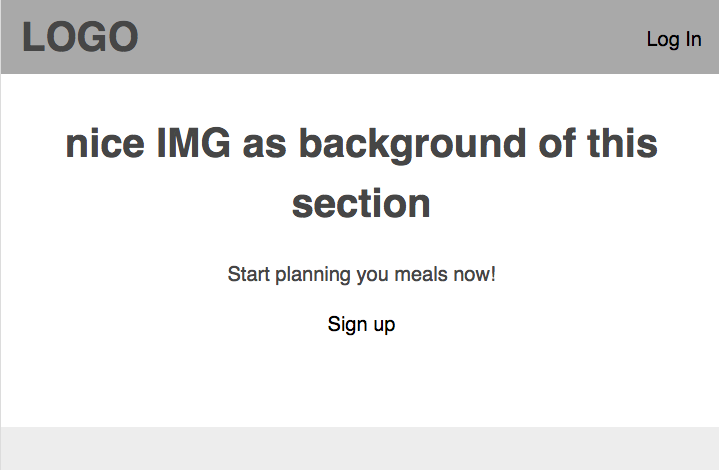 LOGO
Log In
nice IMG as background of this
section
Start planning you meals now!
Sign up